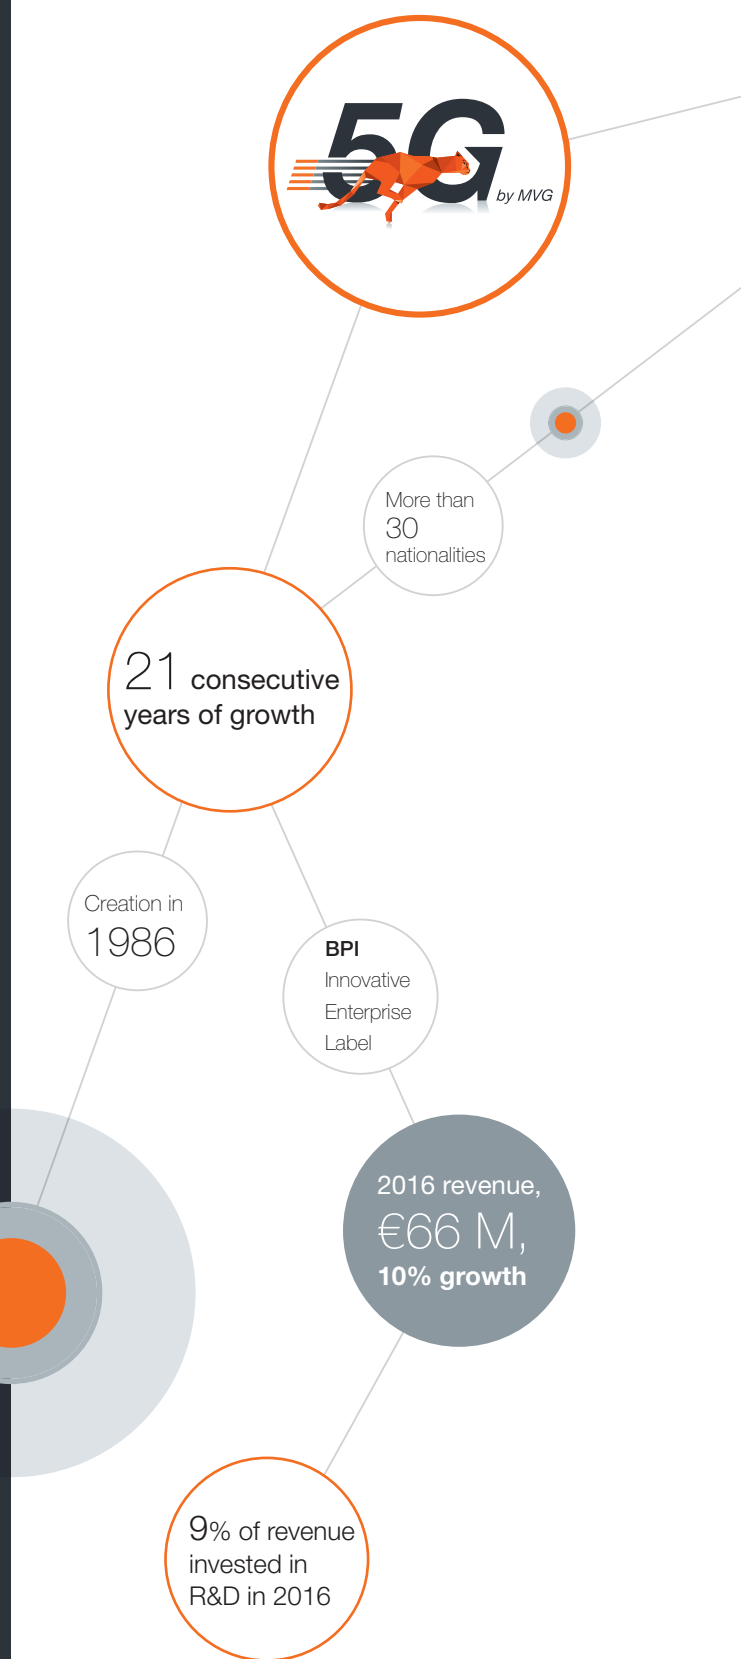 5G
by MVG
More than
30
nationalities
21 consecutive
years of growth
Creation in
1986
BPI
Innovative
Enterprise
Label
2016 revenue,
€66 M,
10% growth
9% of revenue
invested in
R&D in 2016